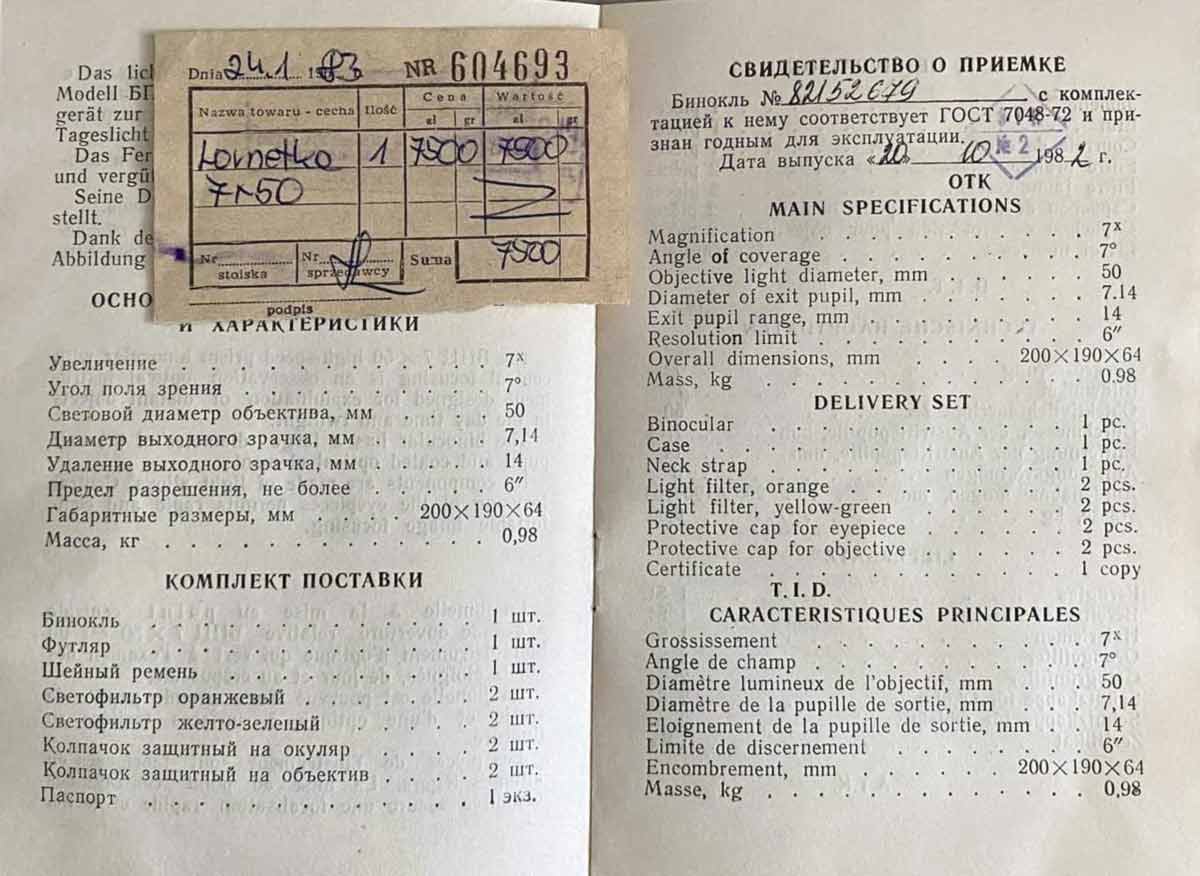 Das lic
Modell БГ
gerät zur
Tageslicht
Das Fer
und vergü
Seine D
stellt.
Dank de
Abbildung
Dnia 24.1 1983 NR 604693
Nazwa towaru - cecha Ilość Cena Wartość
zł gr zł gr
Lornetka 1 7900 7900
7x50
Nr stoiska Nr sprzedawcy Suma 7900
podpis
ОСНО
И ХАРАКТЕРИСТИКИ
Увеличение . . . . . . . . . . . . . 7ˣ
Угол поля зрения . . . . . . . . . . 7°
Световой диаметр объектива, мм . . . . . 50
Диаметр выходного зрачка, мм . . . . . 7,14
Удаление выходного зрачка, мм . . . . . 14
Предел разрешения, не более . . . . . 6″
Габаритные размеры, мм . . . . . 200×190×64
Масса, кг . . . . . . . . . . . . . 0,98
КОМПЛЕКТ ПОСТАВКИ
Бинокль . . . . . . . . . . . . . 1 шт.
Футляр . . . . . . . . . . . . . 1 шт.
Шейный ремень . . . . . . . . . . 1 шт.
Светофильтр оранжевый . . . . . . . 2 шт.
Светофильтр желто-зеленый . . . . . 2 шт.
Колпачок защитный на окуляр . . . . . 2 шт.
Колпачок защитный на объектив . . . . 2 шт.
Паспорт . . . . . . . . . . . . . 1 экз.
СВИДЕТЕЛЬСТВО О ПРИЕМКЕ
Бинокль № 82152679 с комплек-
тацией к нему соответствует ГОСТ 7048-72 и при-
знан годным для эксплуатации.
№ 2
Дата выпуска «20» 10 1982 г.
ОТК
MAIN SPECIFICATIONS
Magnification . . . . . . . . . . 7ˣ
Angle of coverage . . . . . . . . . 7°
Objective light diameter, mm . . . . . 50
Diameter of exit pupil, mm . . . . . . 7.14
Exit pupil range, mm . . . . . . . . 14
Resolution limit . . . . . . . . . . 6″
Overall dimensions, mm . . . . 200×190×64
Mass, kg . . . . . . . . . . . . 0.98
DELIVERY SET
Binocular . . . . . . . . . . . . 1 pc.
Case . . . . . . . . . . . . . . 1 pc.
Neck strap . . . . . . . . . . . . 1 pc.
Light filter, orange . . . . . . . . 2 pcs.
Light filter, yellow-green . . . . . . 2 pcs.
Protective cap for eyepiece . . . . . . 2 pcs.
Protective cap for objective . . . . . . 2 pcs.
Certificate . . . . . . . . . . . . 1 copy
T. I. D.
CARACTERISTIQUES PRINCIPALES
Grossissement . . . . . . . . . . 7ˣ
Angle de champ . . . . . . . . . . 7°
Diamètre lumineux de l'objectif, mm . . . 50
Diamètre de la pupille de sortie, mm . . . 7,14
Eloignement de la pupille de sortie, mm . . 14
Limite de discernement . . . . . . . 6″
Encombrement, mm . . . . . . 200×190×64
Masse, kg . . . . . . . . . . . . 0,98